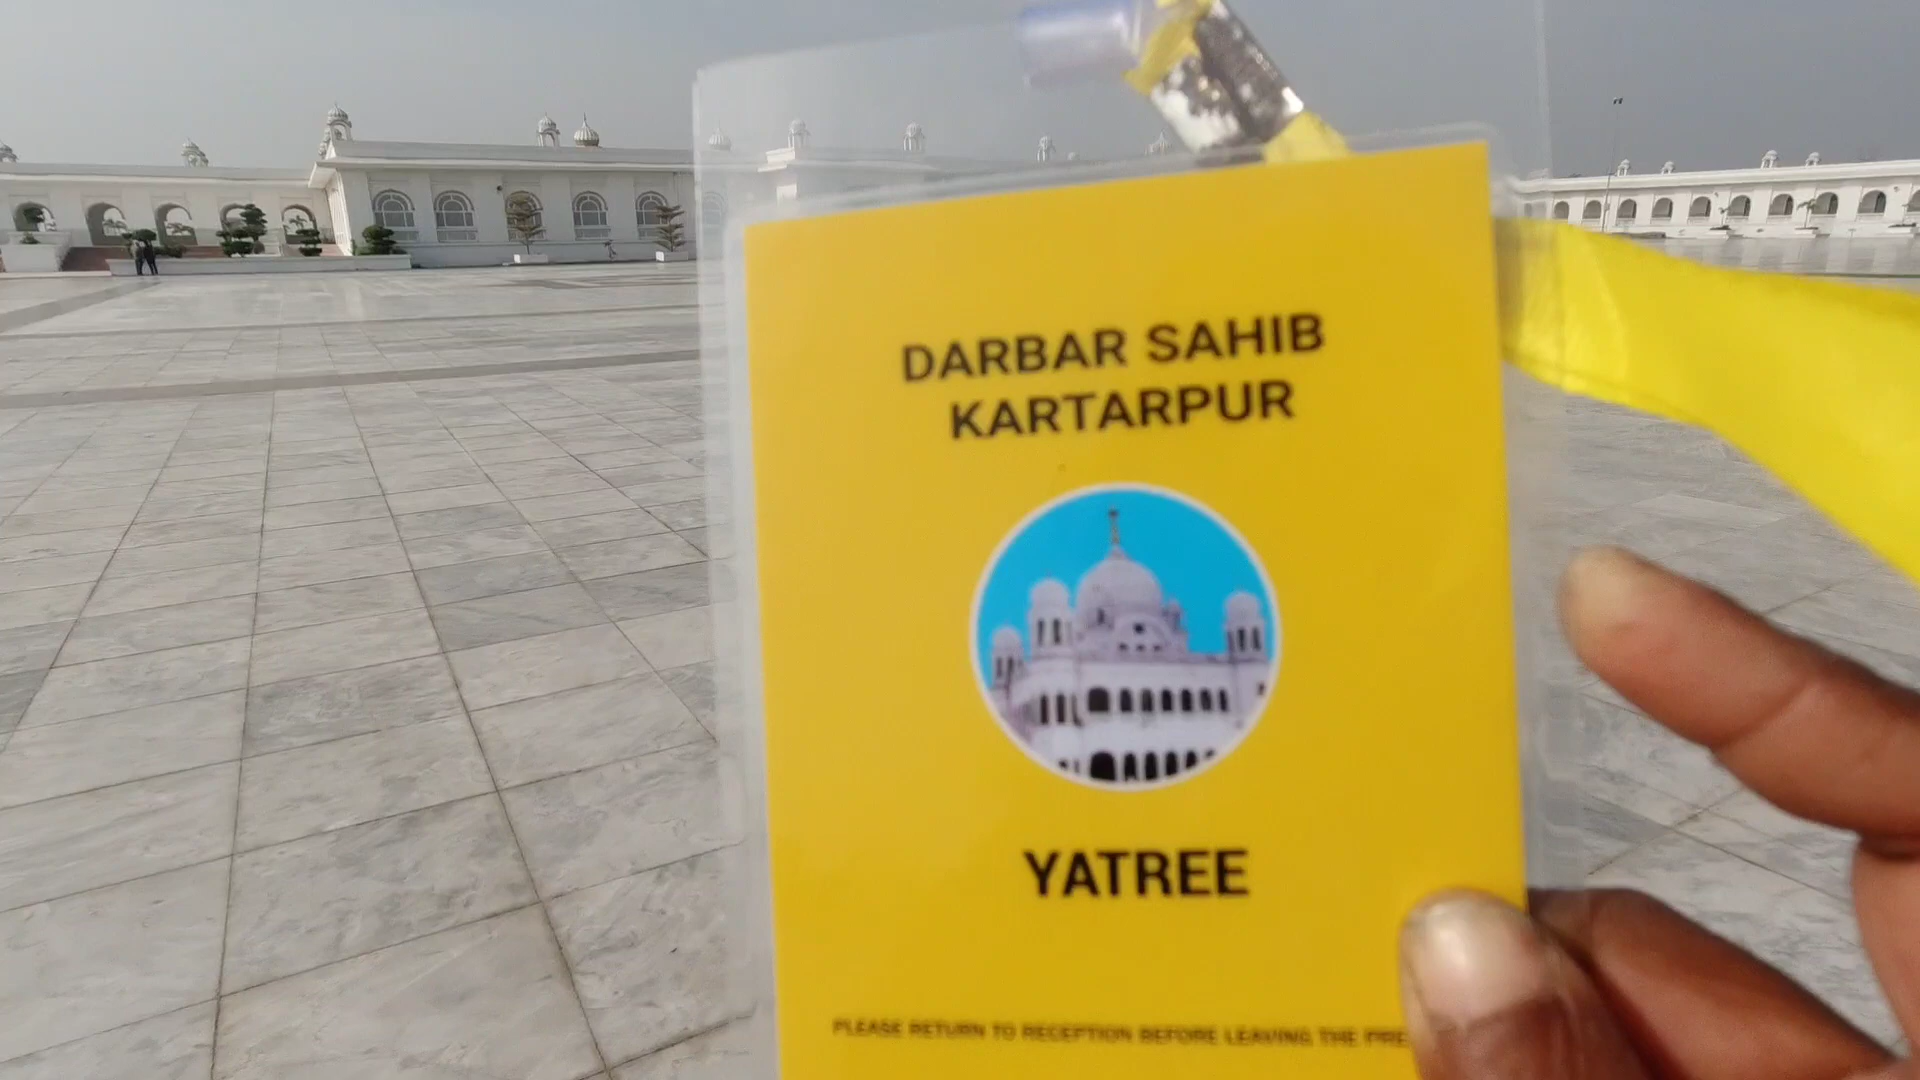 DARBAR SAHIB
KARTARPUR
YATREE
PLEASE RETURN TO RECEPTION BEFORE LEAVING THE